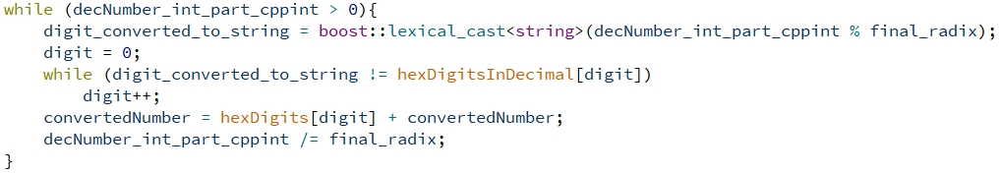 while (decNumber_int_part_cppint > 0){
    digit_converted_to_string = boost::lexical_cast<string>(decNumber_int_part_cppint % final_radix);
    digit = 0;
    while (digit_converted_to_string != hexDigitsInDecimal[digit])
        digit++;
    convertedNumber = hexDigits[digit] + convertedNumber;
    decNumber_int_part_cppint /= final_radix;
}